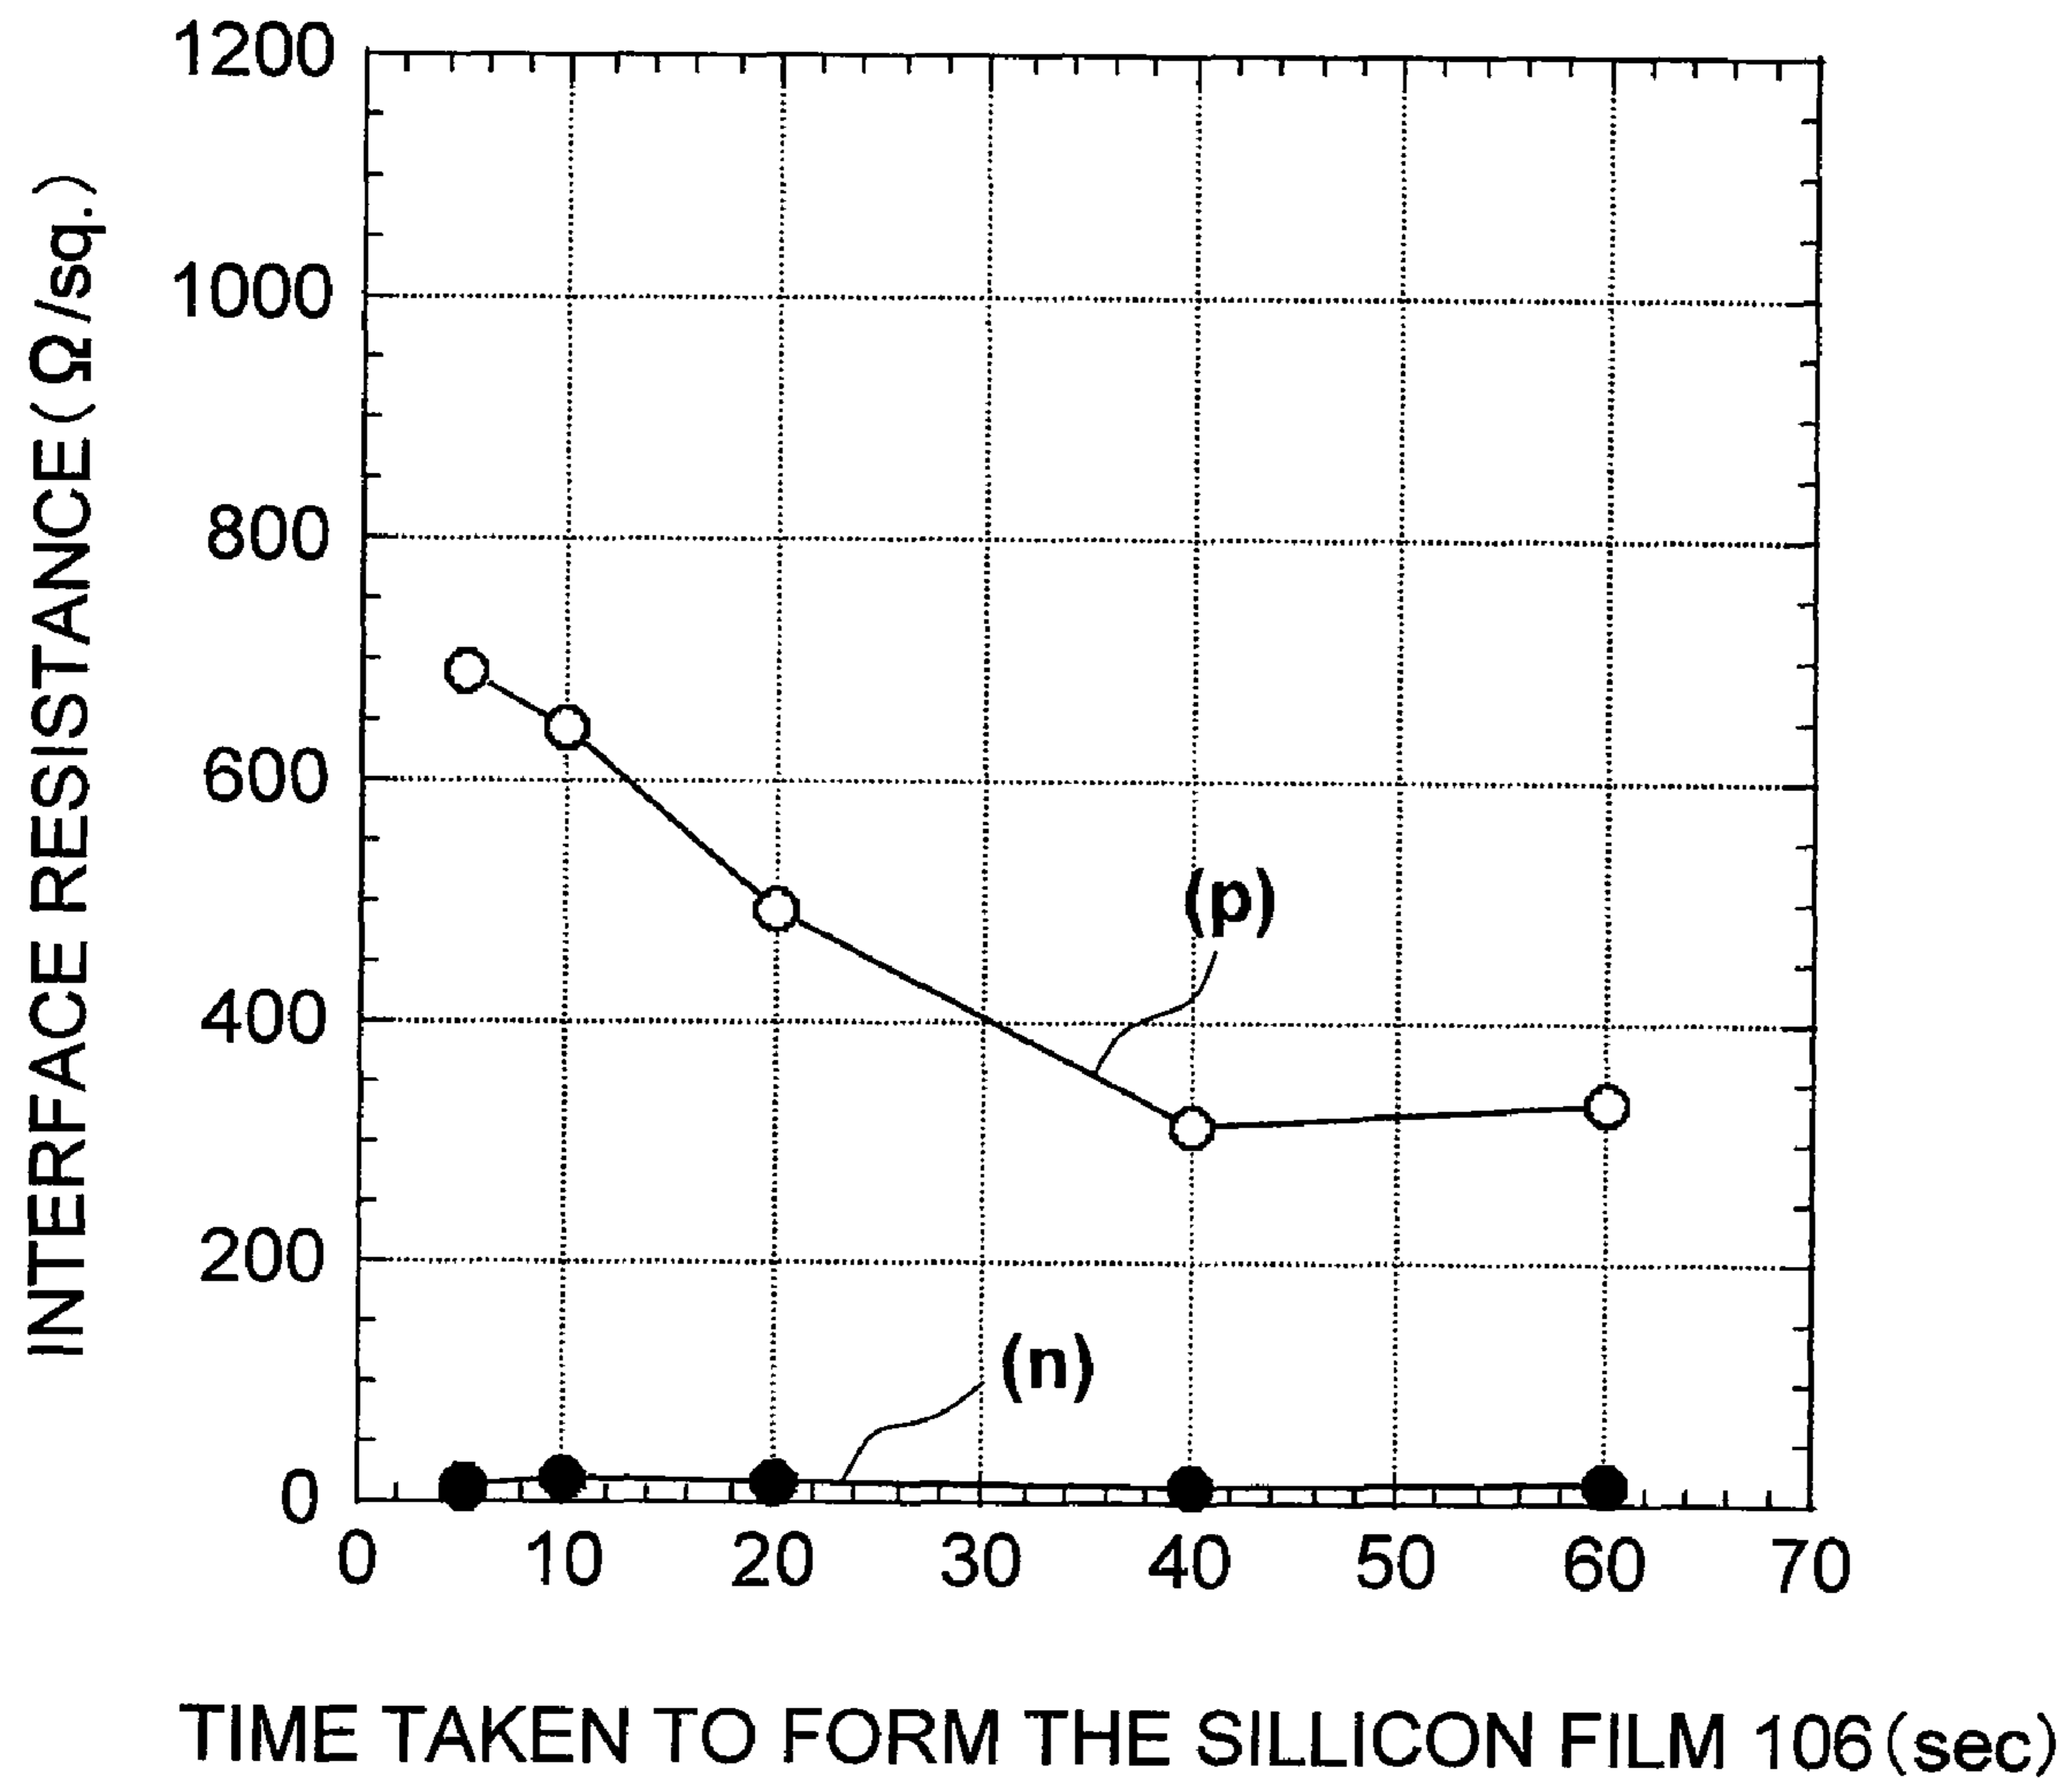 INTERFACE RESISTANCE(Ω/sq.)
1200
1000
800
600
400
200
0
(p)
(n)
0 10 20 30 40 50 60 70
TIME TAKEN TO FORM THE SILLICON FILM 106(sec)